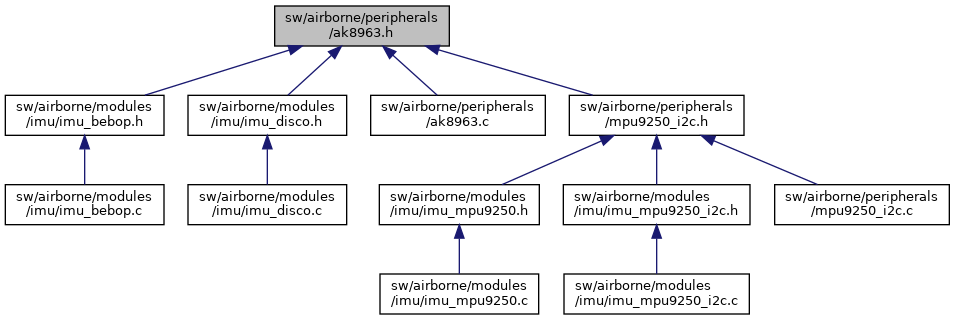 sw/airborne/peripherals
/ak8963.h
sw/airborne/modules
/imu/imu_bebop.h
sw/airborne/modules
/imu/imu_disco.h
sw/airborne/peripherals
/ak8963.c
sw/airborne/peripherals
/mpu9250_i2c.h
sw/airborne/modules
/imu/imu_bebop.c
sw/airborne/modules
/imu/imu_disco.c
sw/airborne/modules
/imu/imu_mpu9250.h
sw/airborne/modules
/imu/imu_mpu9250_i2c.h
sw/airborne/peripherals
/mpu9250_i2c.c
sw/airborne/modules
/imu/imu_mpu9250.c
sw/airborne/modules
/imu/imu_mpu9250_i2c.c